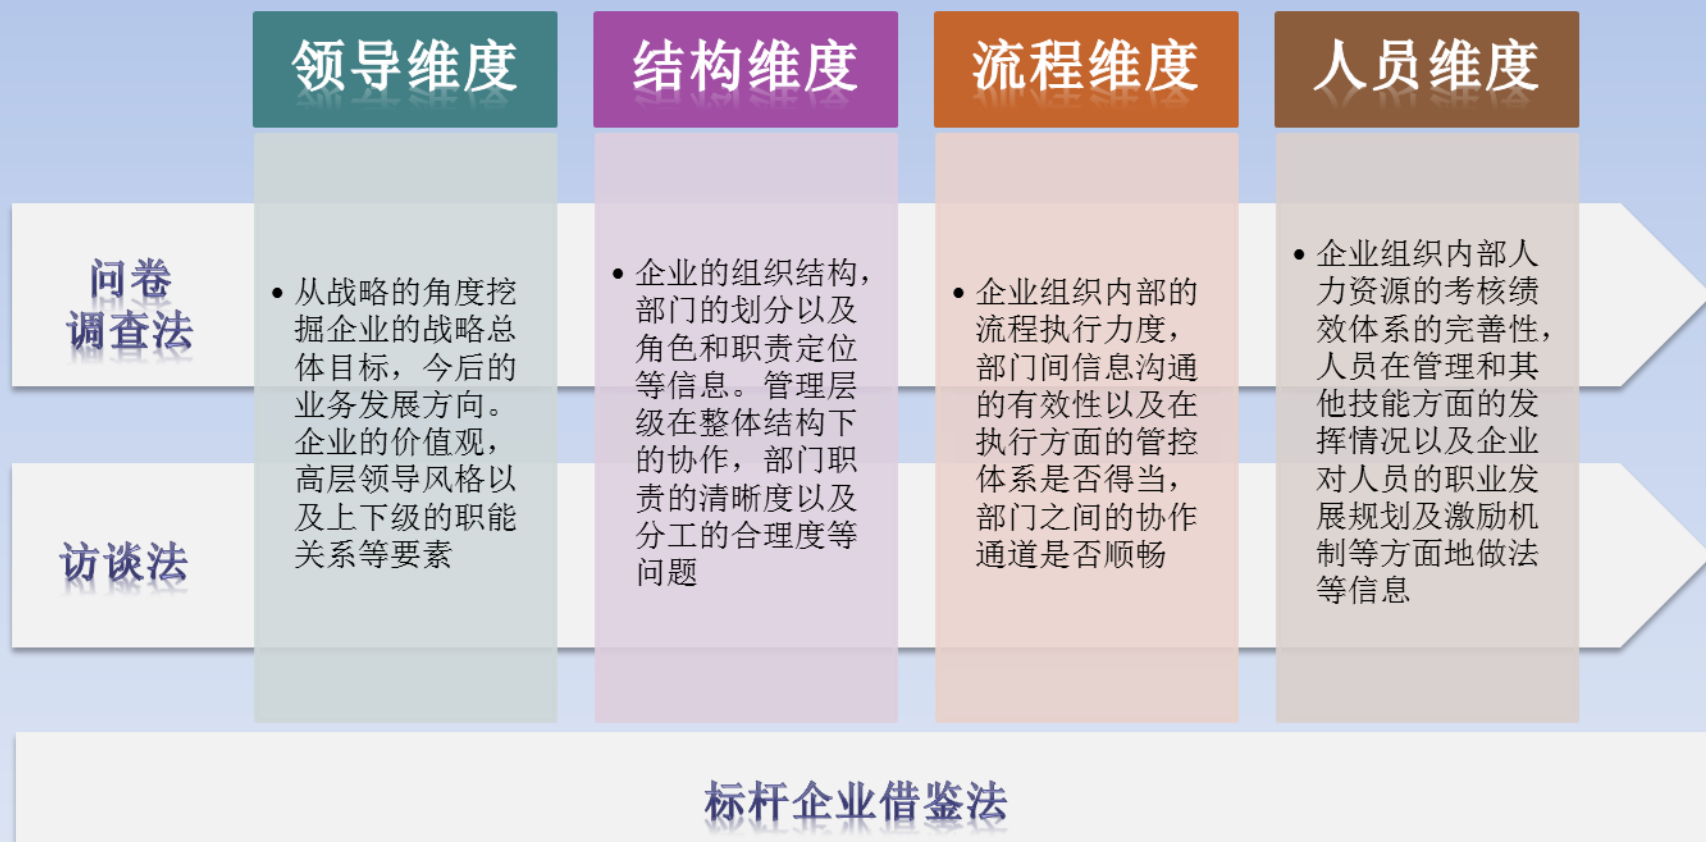 领导维度
结构维度
流程维度
人员维度
问卷
调查法
访谈法
• 从战略的角度挖
掘企业的战略总
体目标，今后的
业务发展方向。
企业的价值观，
高层领导风格以
及上下级的职能
关系等要素
• 企业的组织结构，
部门的划分以及
角色和职责定位
等信息。管理层
级在整体结构下
的协作，部门职
责的清晰度以及
分工的合理度等
问题
• 企业组织内部的
流程执行力度，
部门间信息沟通
的有效性以及在
执行方面的管控
体系是否得当，
部门之间的协作
通道是否顺畅
• 企业组织内部人
力资源的考核绩
效体系的完善性，
人员在管理和其
他技能方面的发
挥情况以及企业
对人员的职业发
展规划及激励机
制等方面地做法
等信息
标杆企业借鉴法